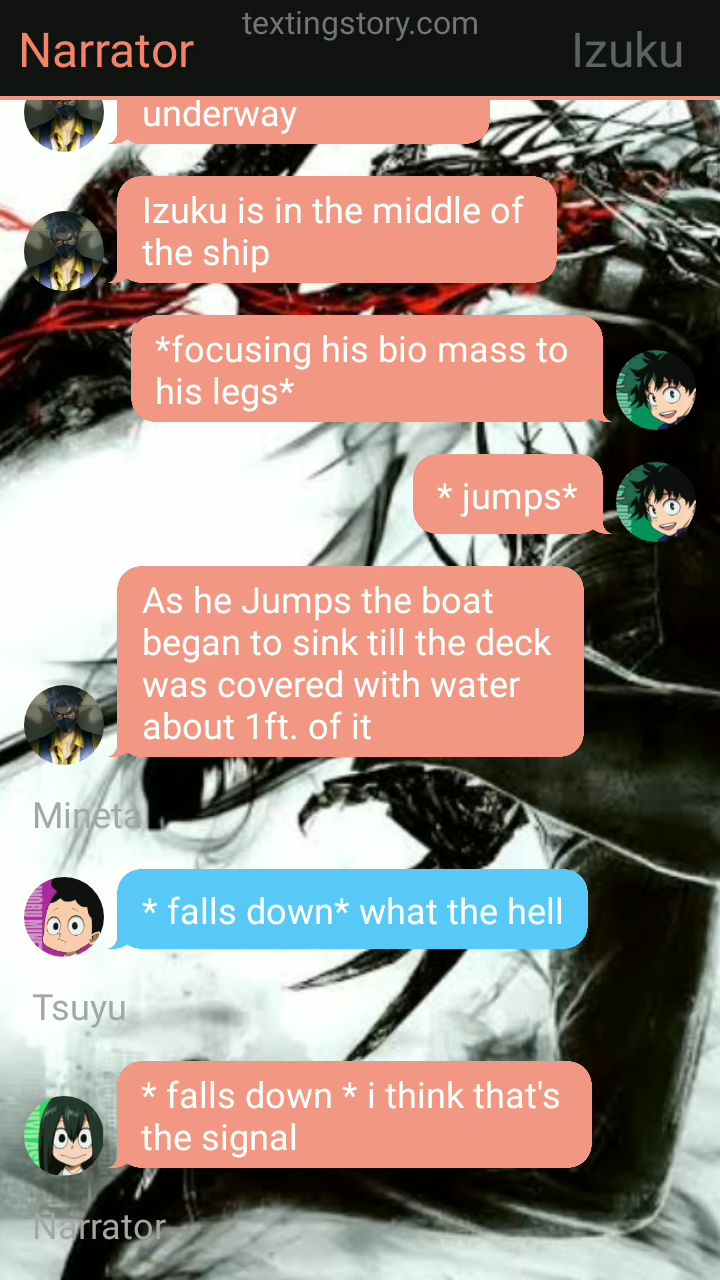 textingstory.com
Narrator
Izuku
underway
Izuku is in the middle of
the ship
*focusing his bio mass to
his legs*
* jumps*
As he Jumps the boat
began to sink till the deck
was covered with water
about 1ft. of it
Mineta
* falls down* what the hell
Tsuyu
* falls down * i think that's
the signal
Narrator